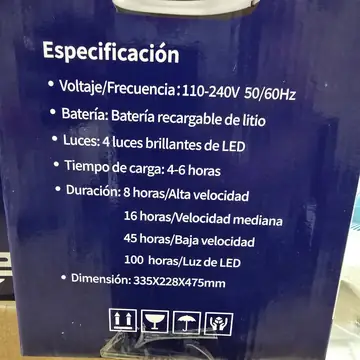 Especificación
• Voltaje/Frecuencia:110-240V 50/60Hz
• Batería: Batería recargable de litio
• Luces: 4 luces brillantes de LED
• Tiempo de carga: 4-6 horas
• Duración: 8 horas/Alta velocidad
16 horas/Velocidad mediana
45 horas/Baja velocidad
100 horas/Luz de LED
• Dimensión: 335X228X475mm